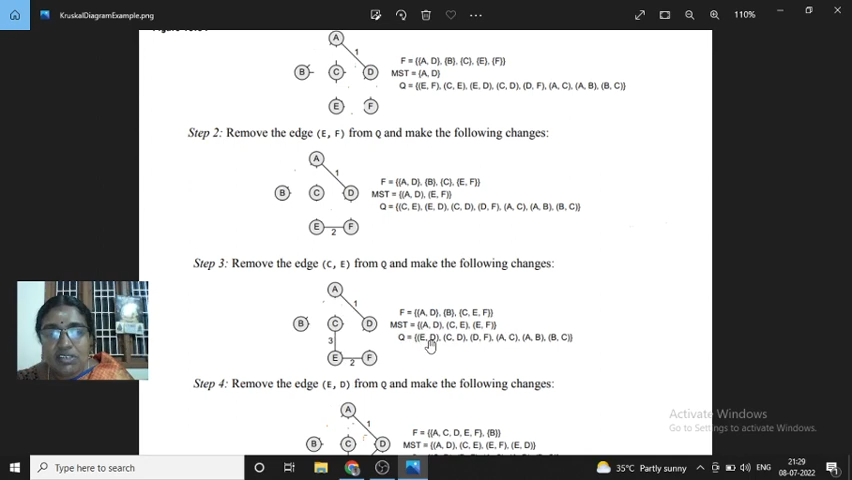 KruskalDiagramExample.png
110%
A
1
F = {{A, D}, {B}, {C}, {E}, {F}}
B C D
MST = {A, D}
Q = {(E, F), (C, E), (E, D), (C, D), (D, F), (A, C), (A, B), (B, C)}
E F
Step 2: Remove the edge (E, F) from Q and make the following changes:
A
1
F = {{A, D}, {B}, {C}, {E, F}}
B C D
MST = {(A, D), (E, F)}
Q = {(C, E), (E, D), (C, D), (D, F), (A, C), (A, B), (B, C)}
E 2 F
Step 3: Remove the edge (C, E) from Q and make the following changes:
A
1
F = {{A, D}, {B}, {C, E, F}}
B C D
MST = {(A, D), (C, E), (E, F)}
Q = {(E, D), (C, D), (D, F), (A, C), (A, B), (B, C)}
3
E 2 F
Step 4: Remove the edge (E, D) from Q and make the following changes:
A
1
F = {{A, C, D, E, F}, {B}}
B C D
MST = {(A, D), (C, E), (E, F), (E, D)}
Activate Windows
Go to Settings to activate Windows.
Type here to search
35°C Partly sunny
ENG
21:29
08-07-2022